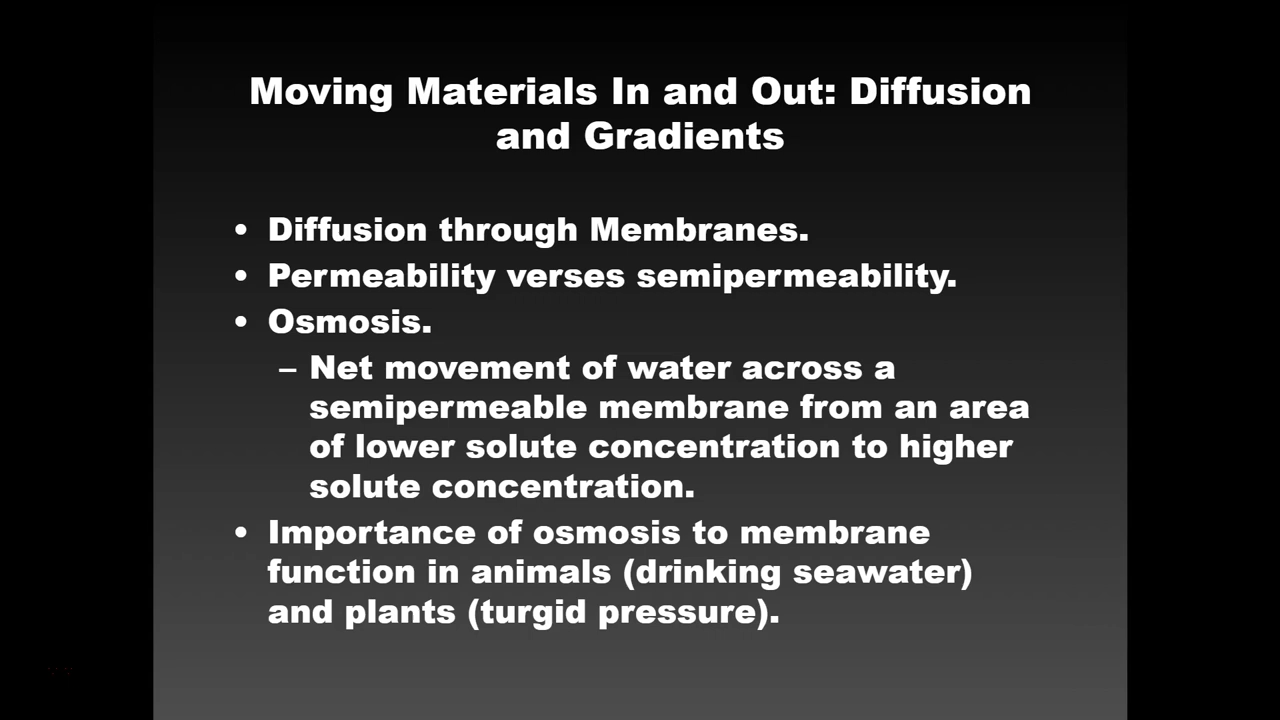 Moving Materials In and Out: Diffusion
and Gradients
• Diffusion through Membranes.
• Permeability verses semipermeability.
• Osmosis.
– Net movement of water across a
semipermeable membrane from an area
of lower solute concentration to higher
solute concentration.
• Importance of osmosis to membrane
function in animals (drinking seawater)
and plants (turgid pressure).